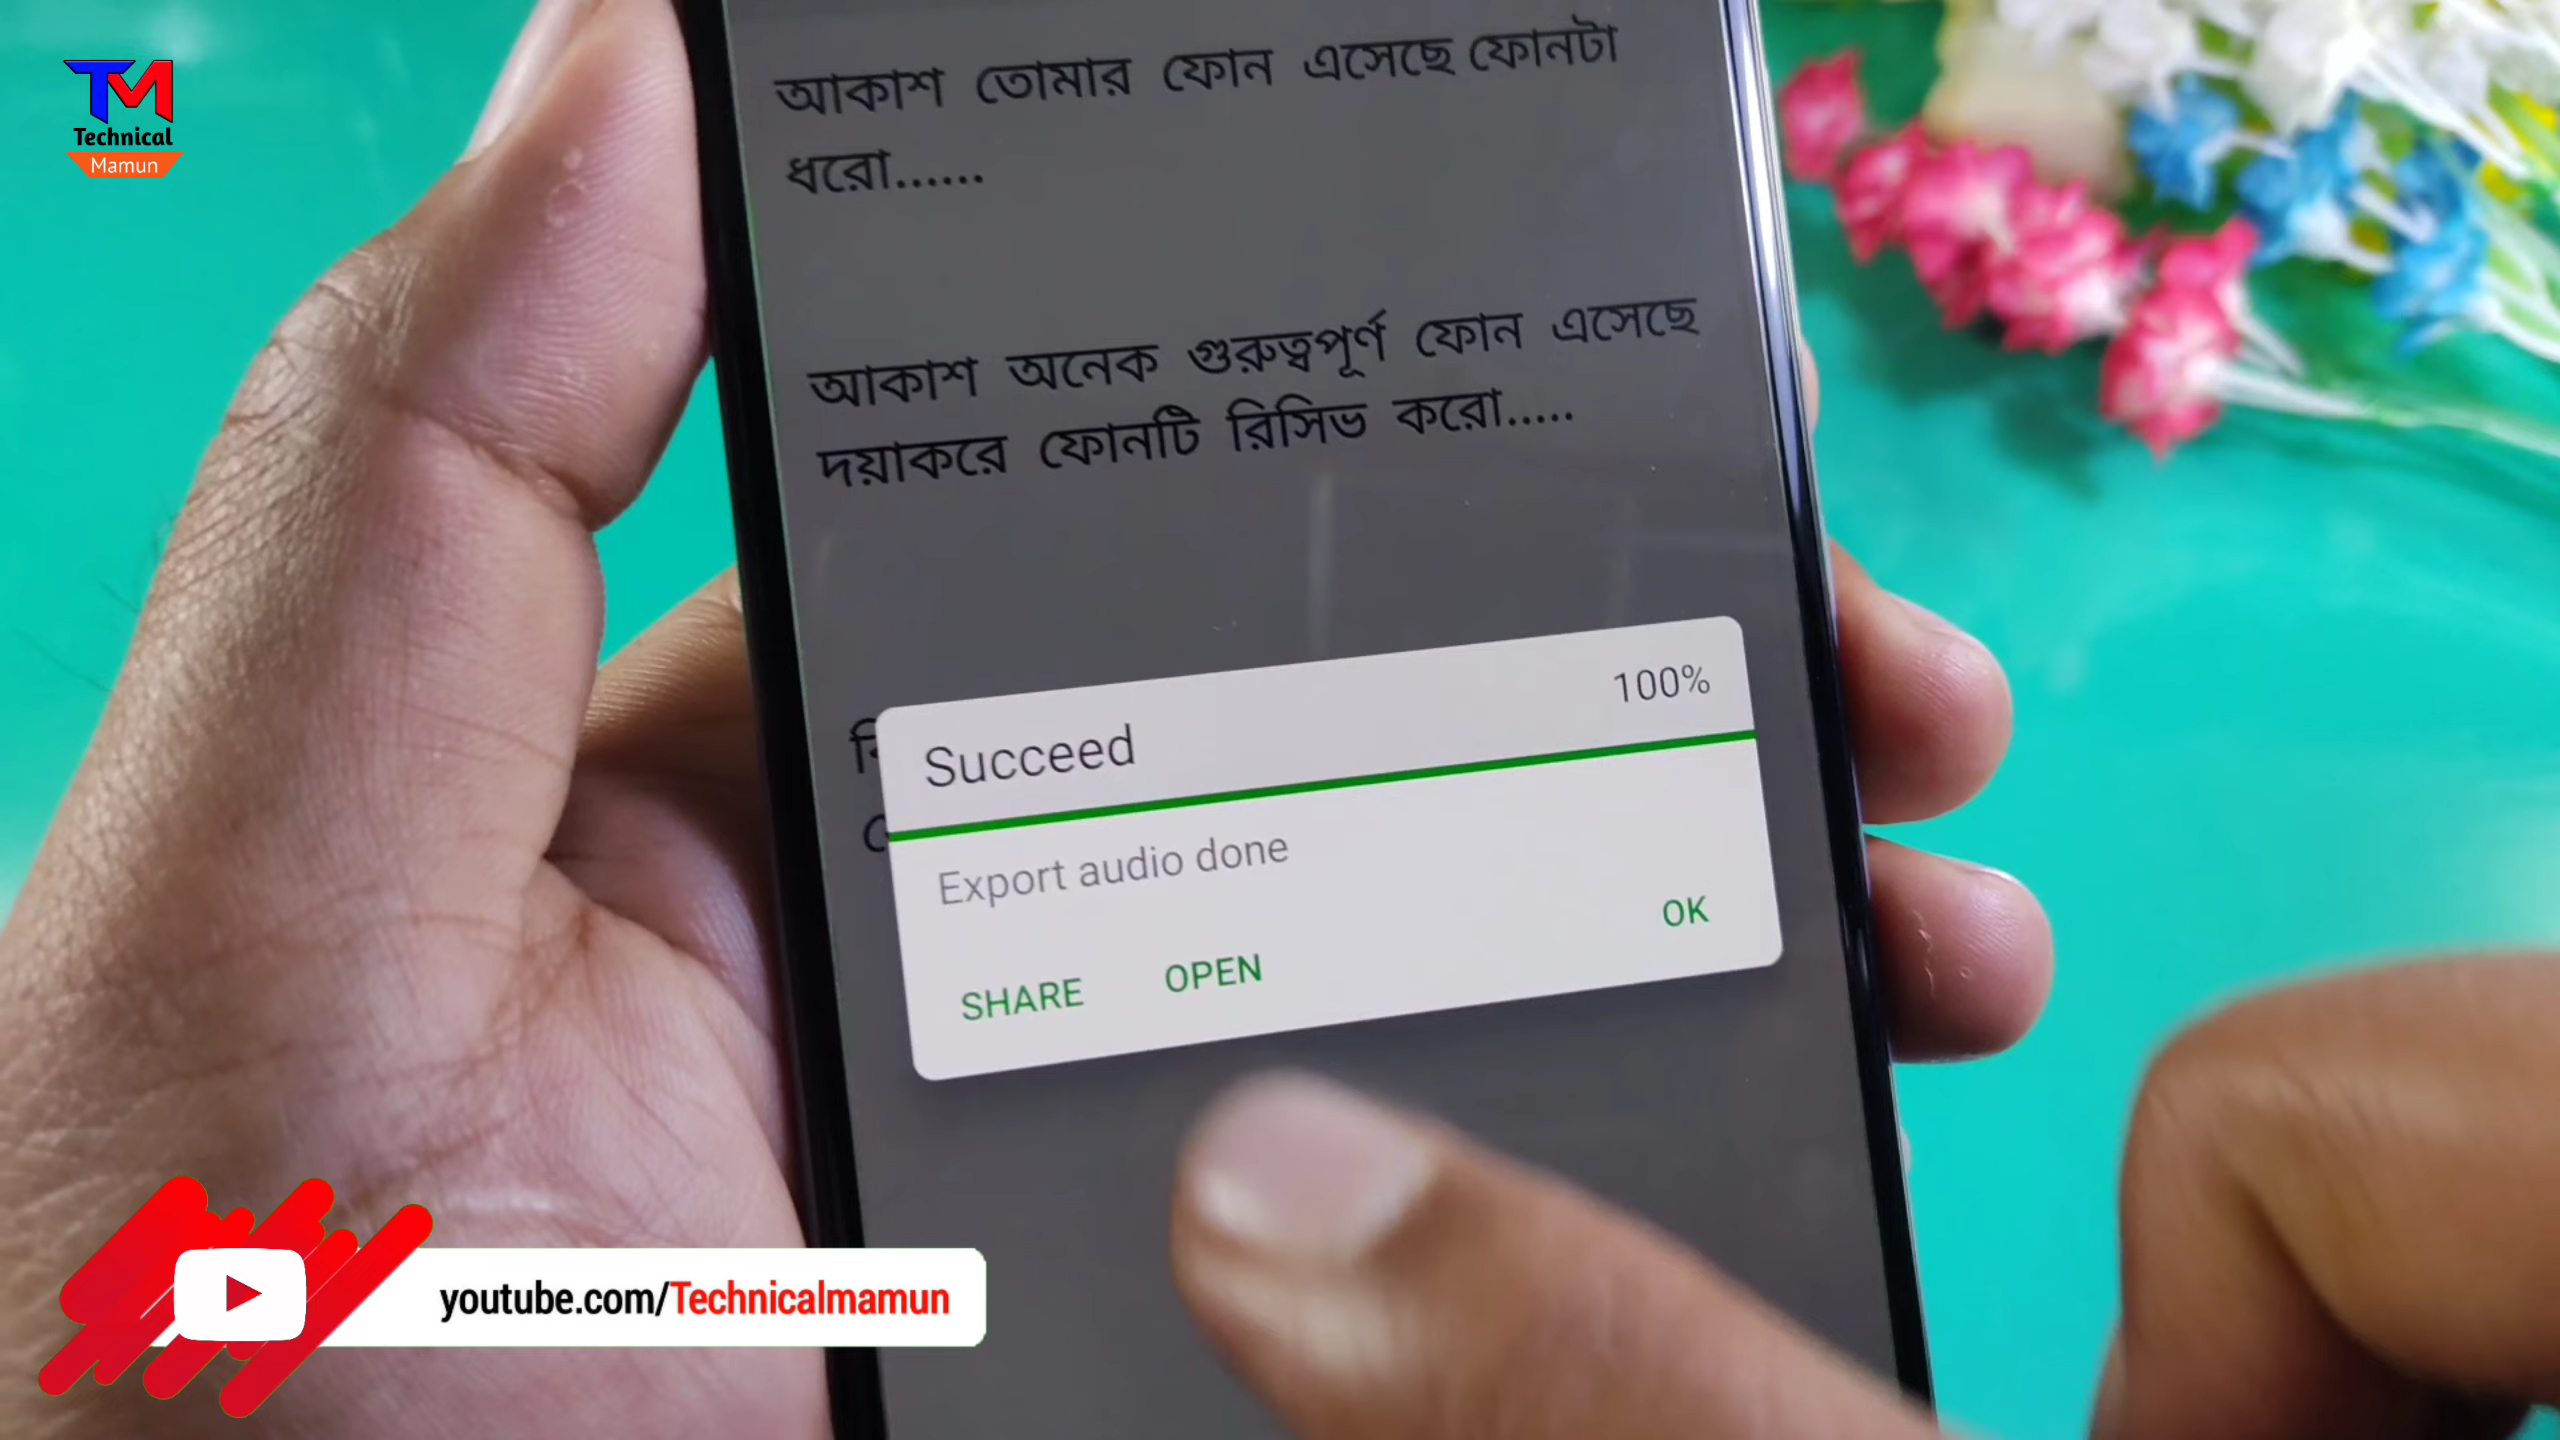 TM
Technical
Mamun
আকাশ তোমার ফোন এসেছে ফোনটা
ধরো......
আকাশ অনেক গুরুত্বপূর্ণ ফোন এসেছে
দয়াকরে ফোনটি রিসিভ করো.....
Succeed
100%
Export audio done
SHARE
OPEN
OK
youtube.com/Technicalmamun